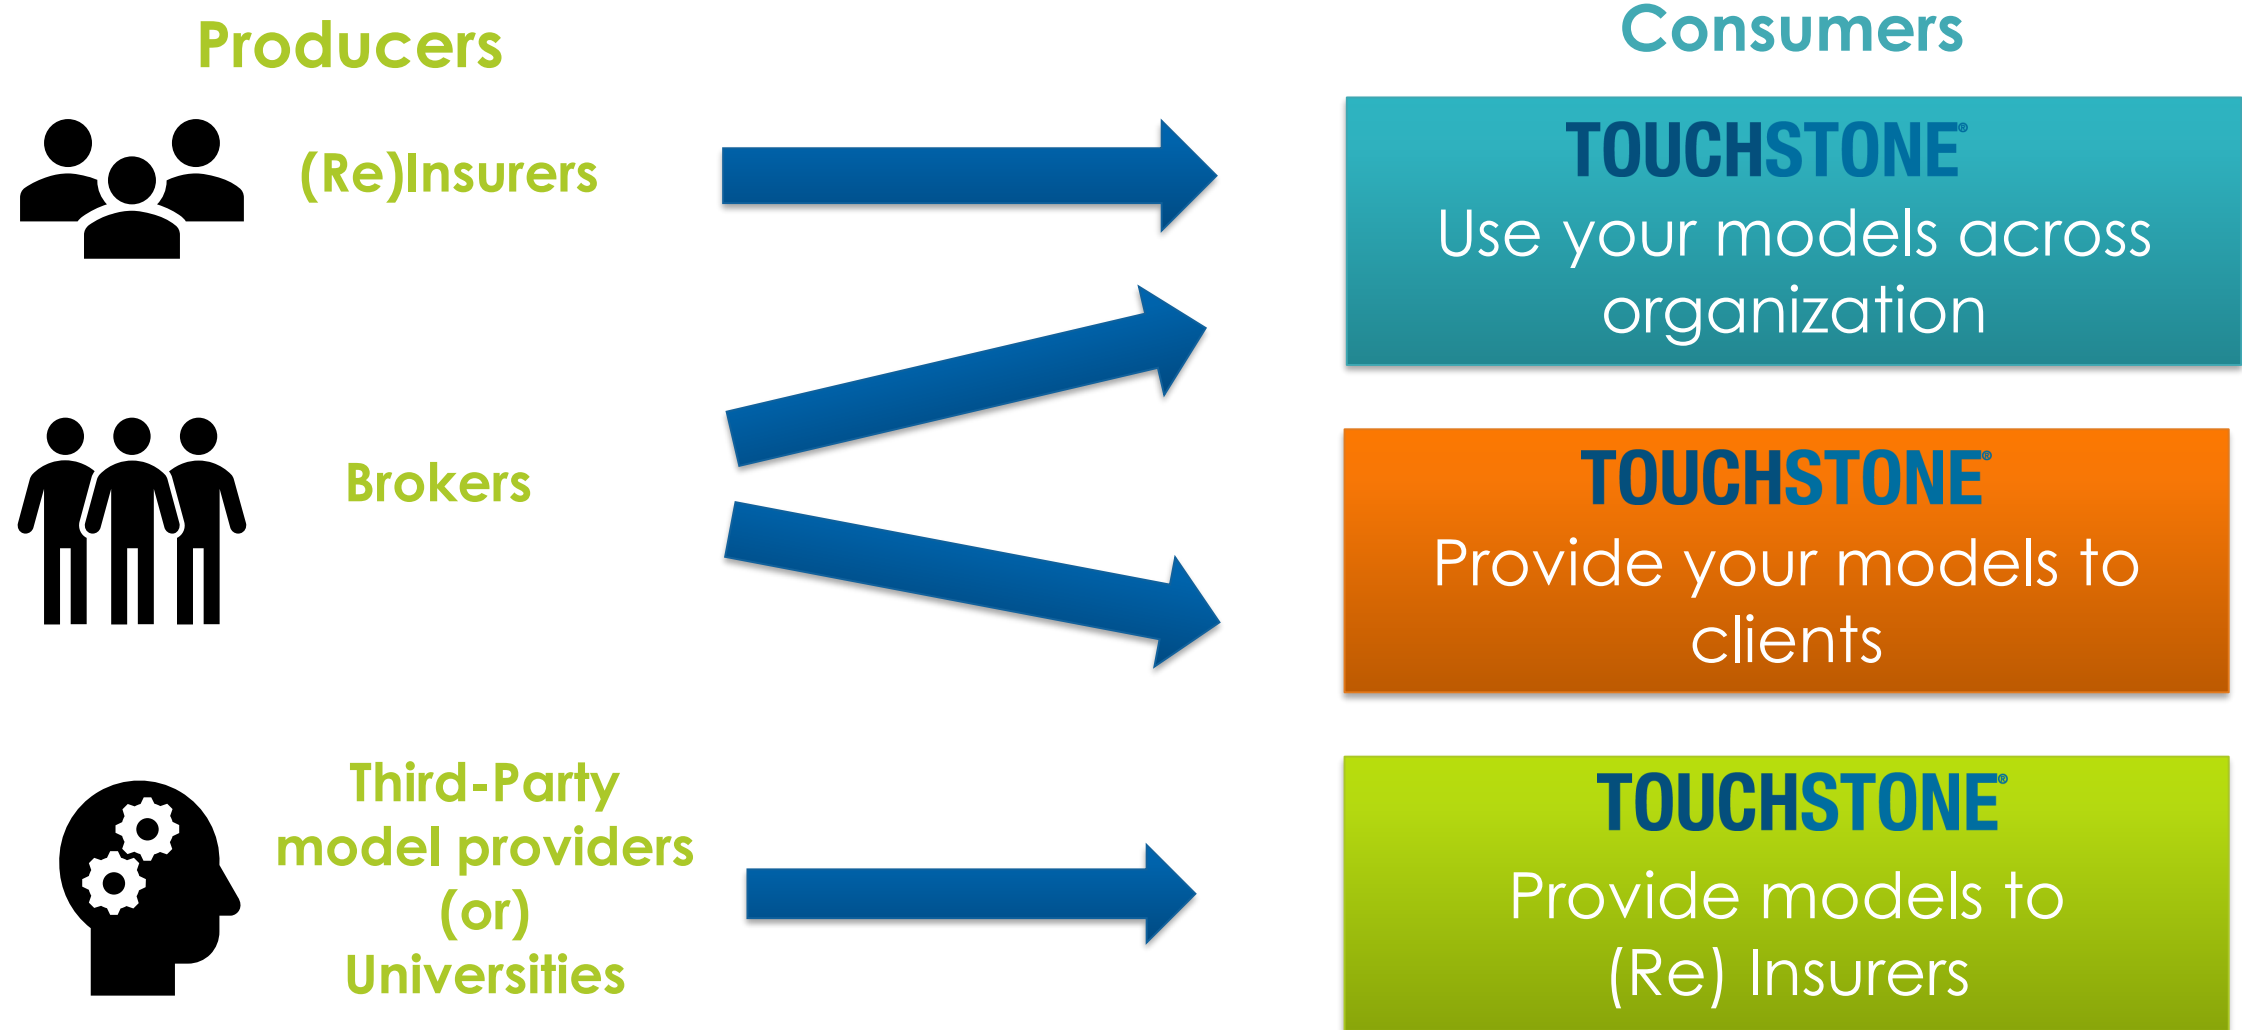 Producers
Consumers
(Re)Insurers
TOUCHSTONE®
Use your models across
organization
Brokers
TOUCHSTONE®
Provide your models to
clients
Third-Party
model providers
(or)
Universities
TOUCHSTONE®
Provide models to
(Re) Insurers